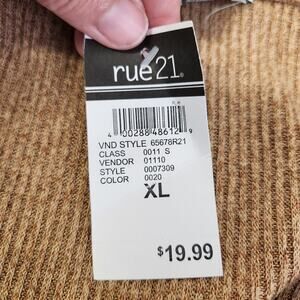 rue21
4 00288 48612 9
VND STYLE 65678R21
CLASS 0011 S
VENDOR 01110
STYLE 0007309
COLOR 0020
XL
$19.99